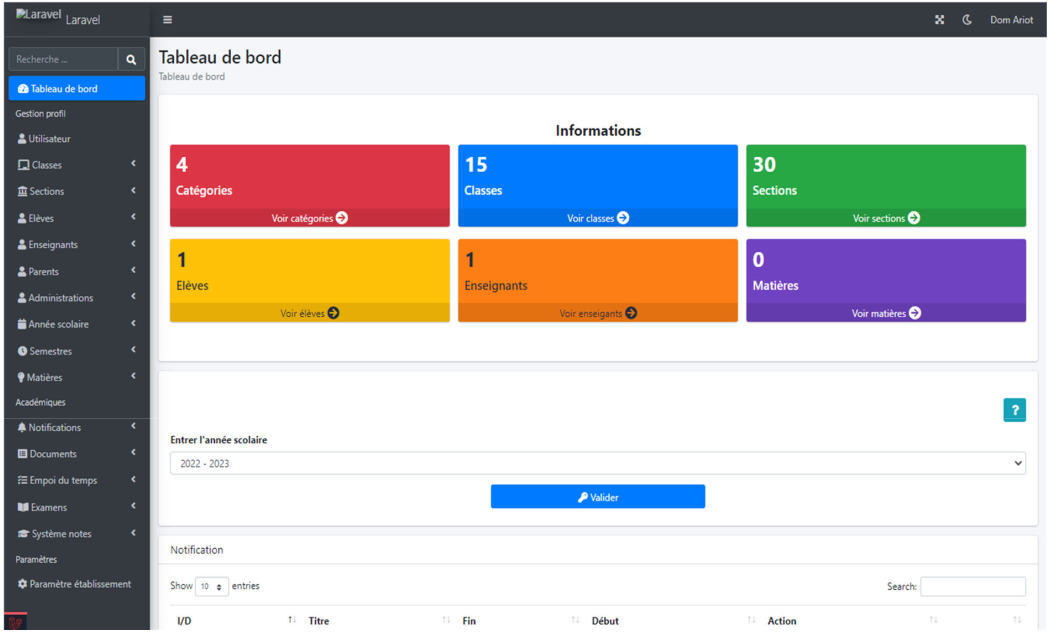 Laravel Laravel
Dom Ariot
Recherche ...
Tableau de bord
Gestion profil
Utilisateur
Classes
Sections
Elèves
Enseignants
Parents
Administrations
Année scolaire
Semestres
Matières
Académiques
Notifications
Documents
Empoi du temps
Examens
Système notes
Paramètres
Paramètre établissement
Tableau de bord
Tableau de bord
Informations
4
Catégories
Voir catégories
15
Classes
Voir classes
30
Sections
Voir sections
1
Elèves
Voir élèves
1
Enseignants
Voir enseigants
0
Matières
Voir matières
?
Entrer l'année scolaire
2022 - 2023
Valider
Notification
Show 10 entries
Search:
I/D Titre Fin Début Action